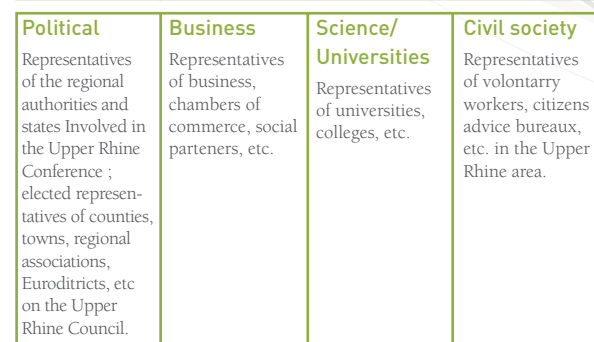 Political
Representatives
of the regional
authorities and
states Involved in
the Upper Rhine
Conference ;
elected represen-
tatives of counties,
towns, regional
associations,
Euroditricts, etc
on the Upper
Rhine Council.
Business
Representatives
of business,
chambers of
commerce, social
parteners, etc.
Science/
Universities
Representatives
of universities,
colleges, etc.
Civil society
Representatives
of volontarry
workers, citizens
advice bureaux,
etc. in the Upper
Rhine area.